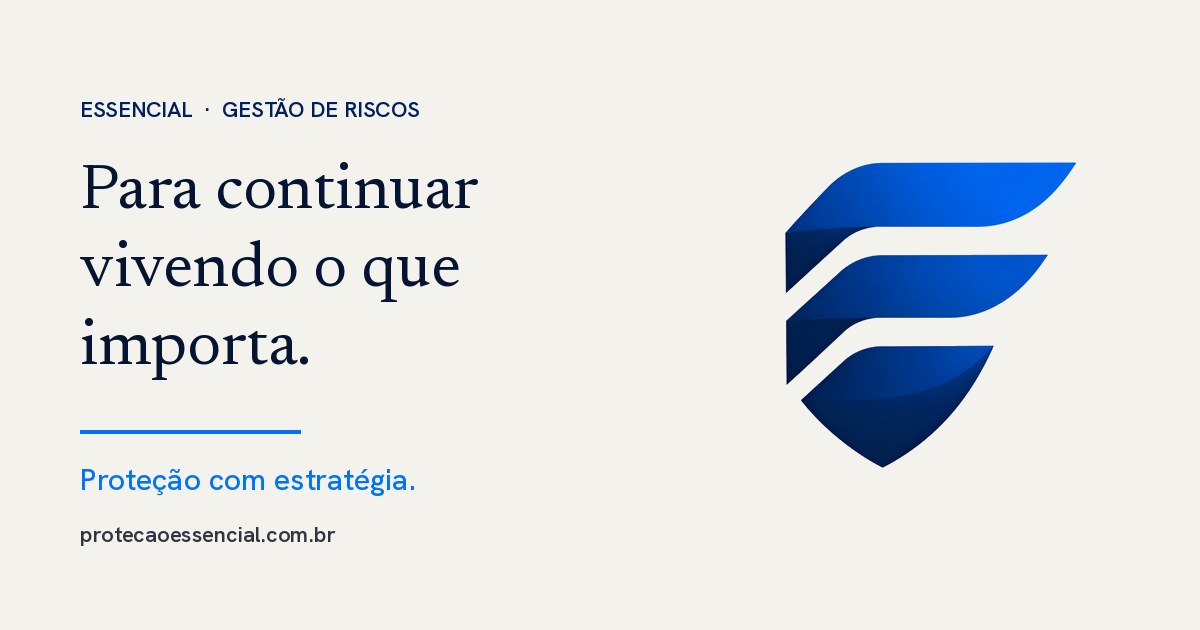 ESSENCIAL · GESTÃO DE RISCOS
Para continuar
vivendo o que
importa.
Proteção com estratégia.
protecaoessencial.com.br